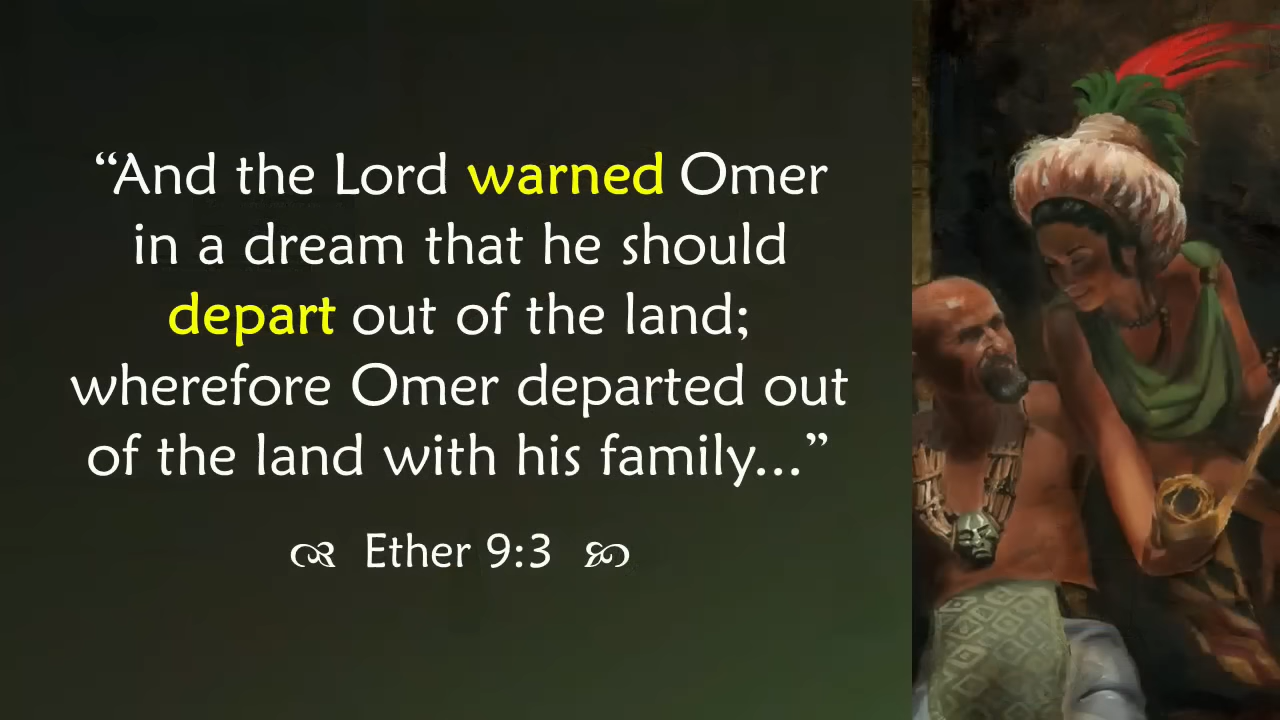 “And the Lord warned Omer
in a dream that he should
depart out of the land;
wherefore Omer departed out
of the land with his family...”
Ether 9:3